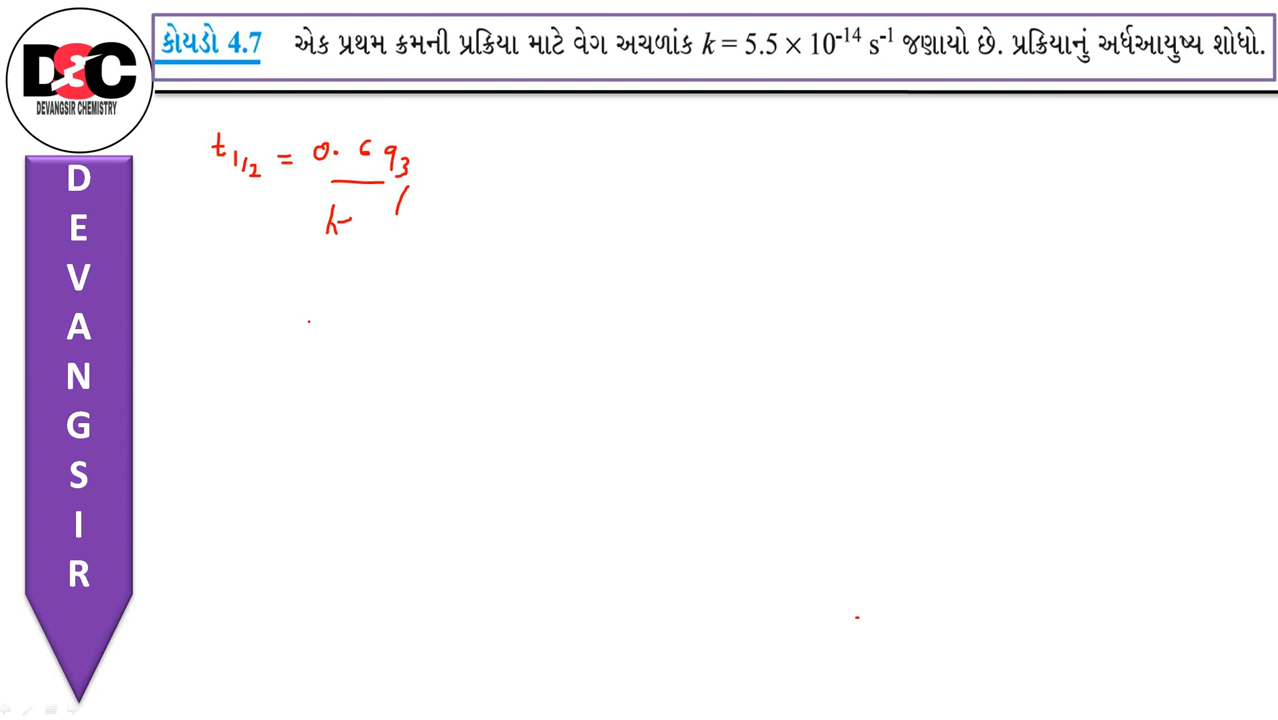 DEC
DEVANGSIR CHEMISTRY
કોયડો 4.7 એક પ્રથમ ક્રમની પ્રક્રિયા માટે વેગ અચળાંક k = 5.5 × 10⁻¹⁴ s⁻¹ જણાયો છે. પ્રક્રિયાનું અર્ધઆયુષ્ય શોધો.
D
E
V
A
N
G
S
I
R
t₁/₂ = 0.693
k